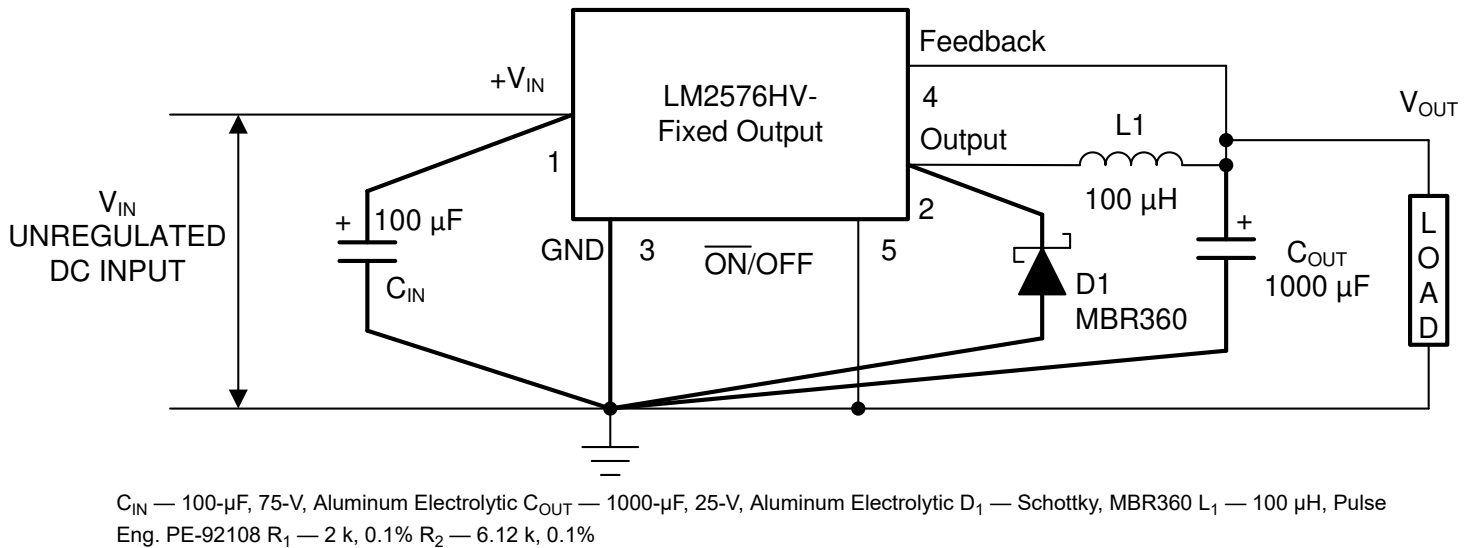 Feedback
+VIN
LM2576HV-
Fixed Output
4
L1
VOUT
Output
1
100 µH
2
VIN
UNREGULATED
DC INPUT
+ 100 µF
CIN
GND 3 ON/OFF 5
+
COUT
1000 µF
D1
MBR360
L
O
A
D
CIN — 100-µF, 75-V, Aluminum Electrolytic COUT — 1000-µF, 25-V, Aluminum Electrolytic D1 — Schottky, MBR360 L1 — 100 µH, Pulse
Eng. PE-92108 R1 — 2 k, 0.1% R2 — 6.12 k, 0.1%